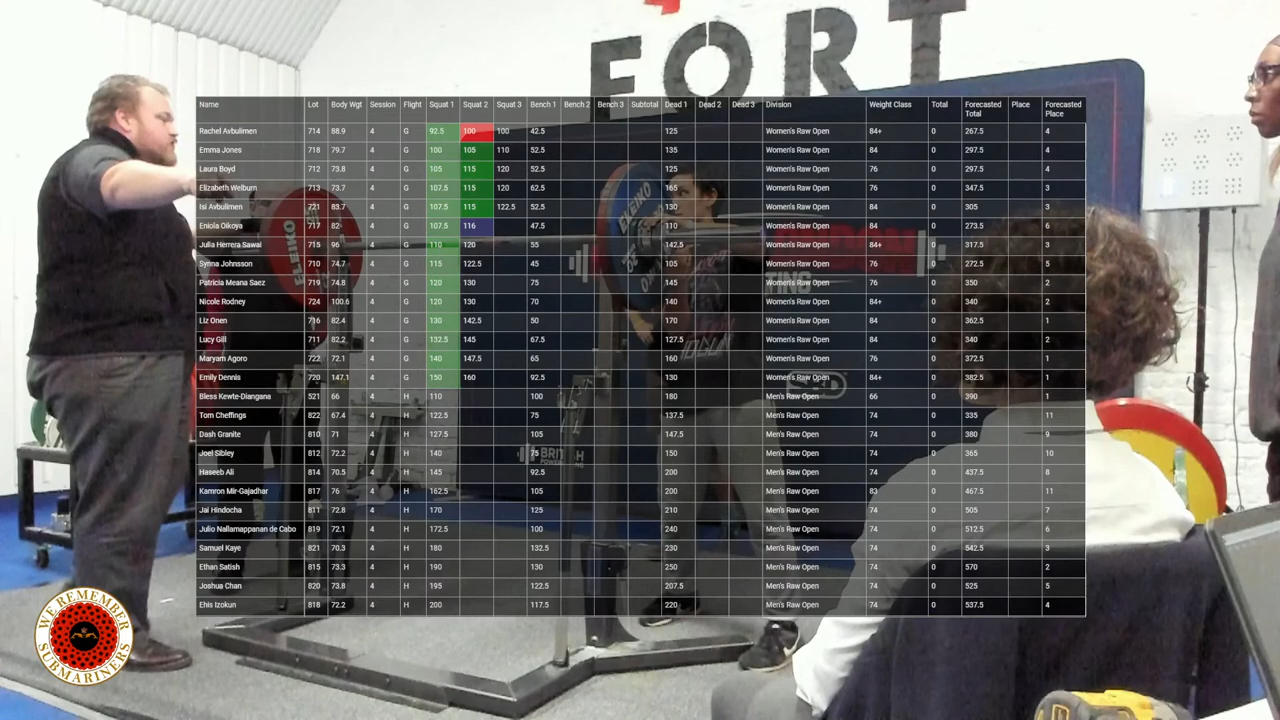 FORT
Name Lot Body Wgt Session Flight Squat 1 Squat 2 Squat 3 Bench 1 Bench 2 Bench 3 Subtotal Dead 1 Dead 2 Dead 3 Division Weight Class Total Forecasted Total Place Forecasted Place
Rachel Avbulimen 714 88.9 4 G 92.5 100 100 42.5 125 Women's Raw Open 84+ 0 267.5 4
Emma Jones 718 79.7 4 G 100 105 110 52.5 135 Women's Raw Open 84 0 297.5 4
Laura Boyd 712 73.8 4 G 105 115 120 52.5 125 Women's Raw Open 76 0 297.5 4
Elizabeth Welburn 713 73.7 4 G 107.5 115 120 62.5 165 Women's Raw Open 76 0 347.5 3
Isi Avbulimen 721 83.7 4 G 107.5 115 122.5 52.5 130 Women's Raw Open 84 0 305 3
Eniola Oikoya 717 82 4 G 107.5 116 47.5 110 Women's Raw Open 84 0 273.5 6
Julia Herrera Sawai 715 96 4 G 110 120 55 142.5 Women's Raw Open 84+ 0 317.5 3
Synna Johnsson 710 74.7 4 G 115 122.5 45 105 Women's Raw Open 76 0 272.5 5
Patricia Meana Saez 719 74.8 4 G 120 130 75 145 Women's Raw Open 76 0 350 2
Nicole Rodney 724 100.6 4 G 120 130 70 140 Women's Raw Open 84+ 0 340 2
Liz Onen 716 82.4 4 G 130 142.5 50 170 Women's Raw Open 84 0 362.5 1
Lucy Gill 711 82.2 4 G 132.5 145 67.5 127.5 Women's Raw Open 84 0 340 2
Maryam Agoro 722 72.1 4 G 140 147.5 65 160 Women's Raw Open 76 0 372.5 1
Emily Dennis 720 147.1 4 G 150 160 92.5 130 Women's Raw Open 84+ 0 382.5 1
Bless Kewte-Diangana 521 66 4 H 110 100 180 Men's Raw Open 66 0 390 1
Tom Cheffings 822 67.4 4 H 122.5 75 137.5 Men's Raw Open 74 0 335 11
Dash Granite 810 71 4 H 127.5 105 147.5 Men's Raw Open 74 0 380 9
Joel Sibley 812 72.2 4 H 140 75 150 Men's Raw Open 74 0 365 10
Haseeb Ali 814 70.5 4 H 145 92.5 200 Men's Raw Open 74 0 437.5 8
Kamron Mir-Gajadhar 817 76 4 H 162.5 105 200 Men's Raw Open 83 0 467.5 11
Jai Hindocha 811 72.8 4 H 170 125 210 Men's Raw Open 74 0 505 7
Julio Nallamappanan de Cabo 819 72.1 4 H 172.5 100 240 Men's Raw Open 74 0 512.5 6
Samuel Kaye 821 70.3 4 H 180 132.5 230 Men's Raw Open 74 0 542.5 3
Ethan Satish 815 73.3 4 H 190 130 250 Men's Raw Open 74 0 570 2
Joshua Chan 820 73.8 4 H 195 122.5 207.5 Men's Raw Open 74 0 525 5
Ehis Izokun 818 72.2 4 H 200 117.5 220 Men's Raw Open 74 0 537.5 4
ELEIKO
ELEIKO
TING
SBD
BRITISH
WE REMEMBER
SUBMARINERS